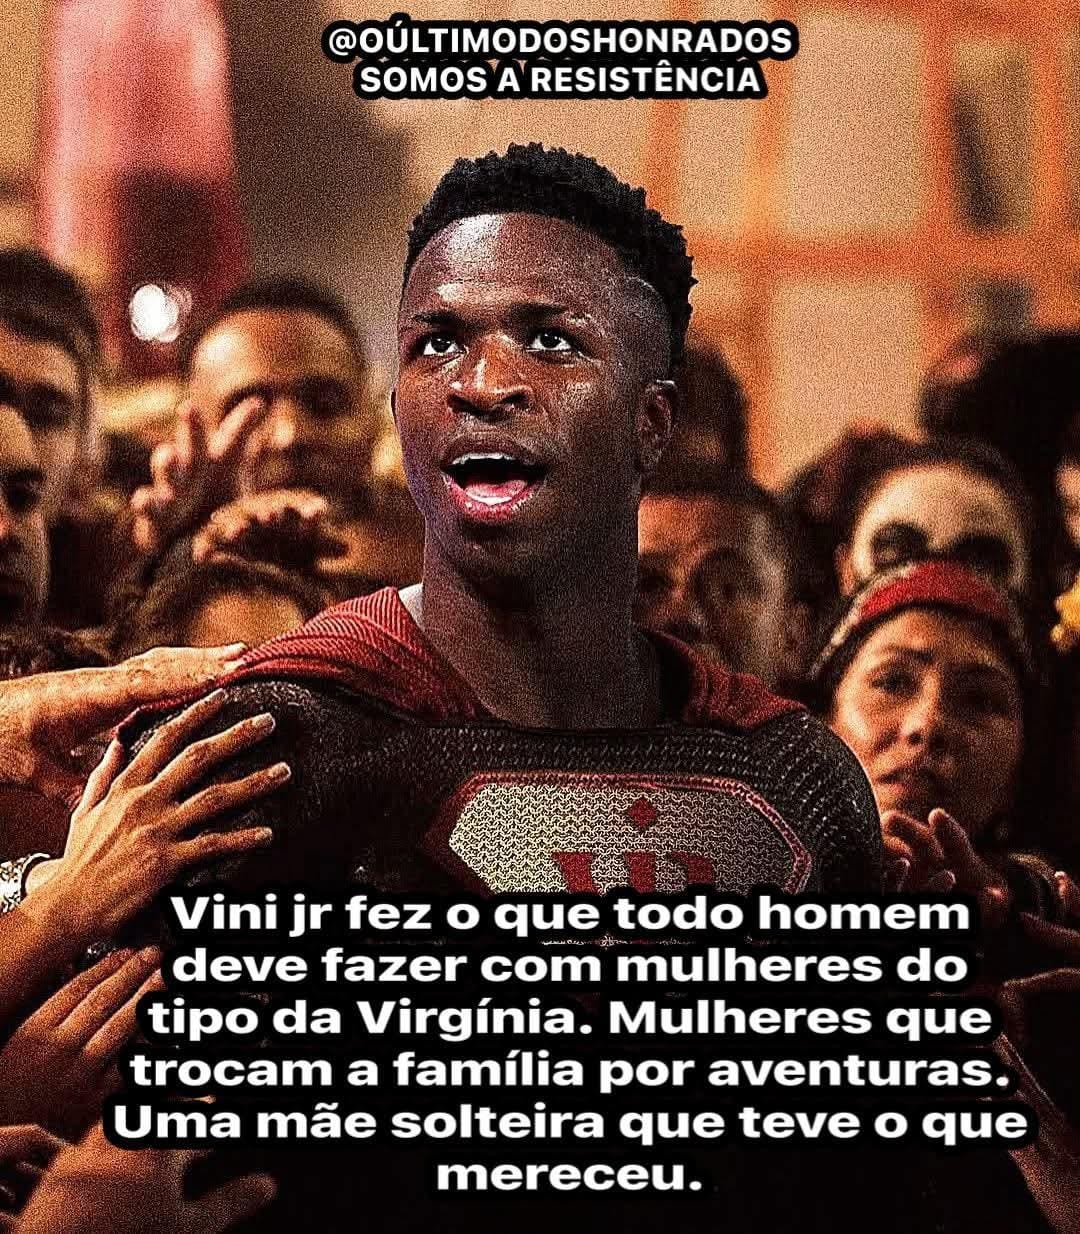 @OÚLTIMODOSHONRADOS
SOMOS A RESISTÊNCIA
Vini jr fez o que todo homem
deve fazer com mulheres do
tipo da Virgínia. Mulheres que
trocam a família por aventuras.
Uma mãe solteira que teve o que
mereceu.